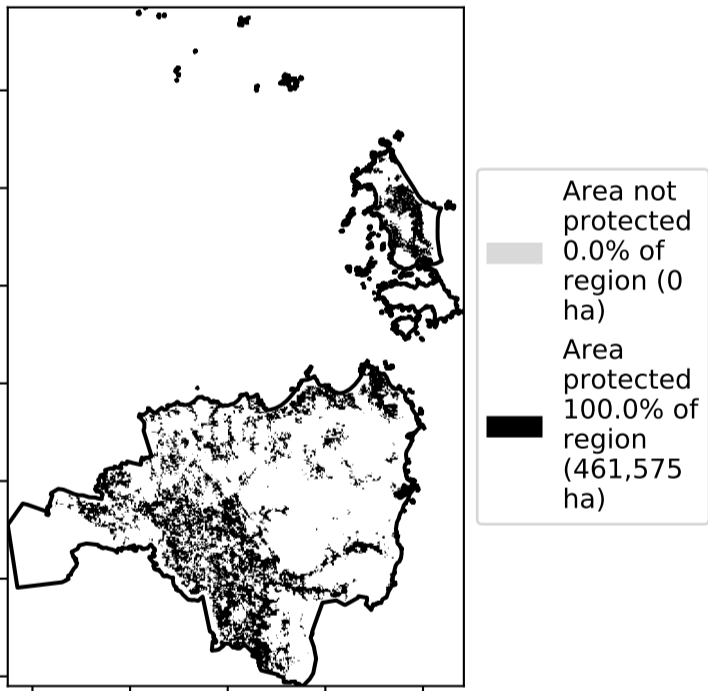 Area not
protected
0.0% of
region (0
ha)
Area
protected
100.0% of
region
(461,575
ha)